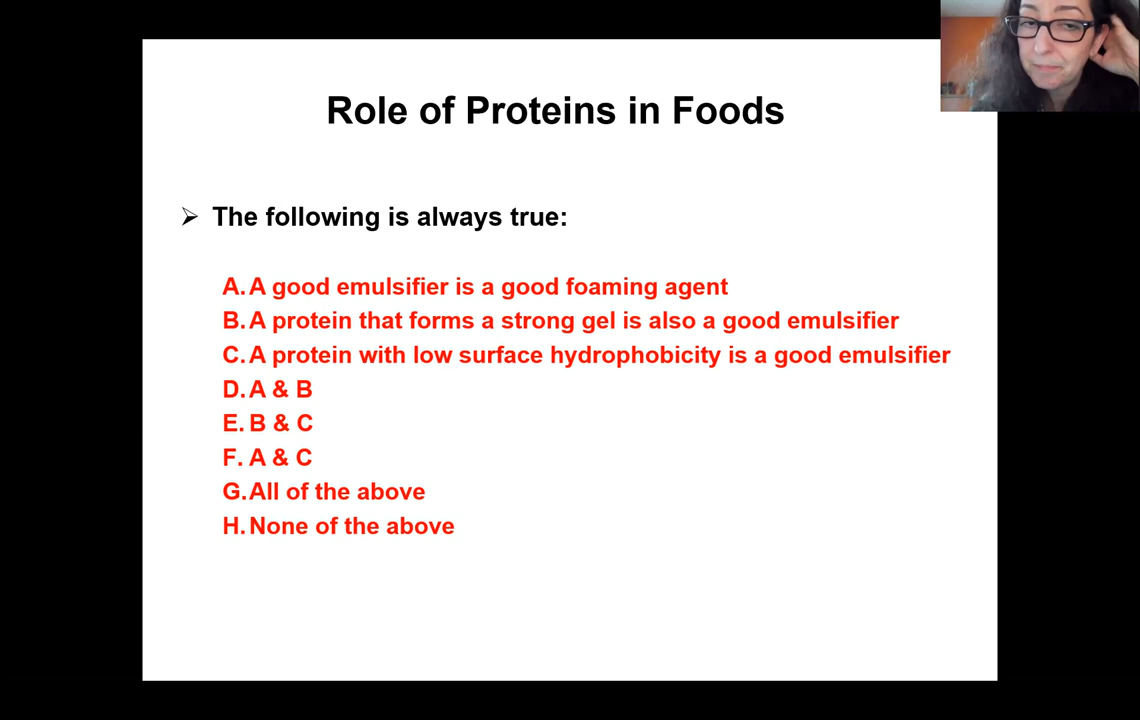 Role of Proteins in Foods
➢ The following is always true:
A. A good emulsifier is a good foaming agent
B. A protein that forms a strong gel is also a good emulsifier
C. A protein with low surface hydrophobicity is a good emulsifier
D. A & B
E. B & C
F. A & C
G. All of the above
H. None of the above